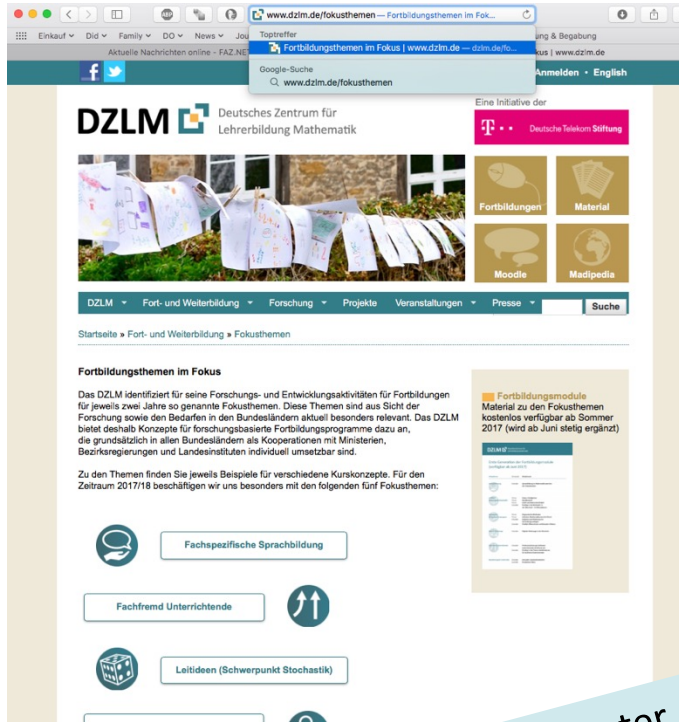 www.dzlm.de/fokusthemen — Fortbildungsthemen im Fok...
Einkauf Did Family DO News Jou
ung & Begabung
Toptreffer
Fortbildungsthemen im Fokus | www.dzlm.de — dzlm.de/fo...
Google-Suche
www.dzlm.de/fokusthemen
Aktuelle Nachrichten online - FAZ.NE
kus | www.dzlm.de
Anmelden • English
DZLM
Deutsches Zentrum für
Lehrerbildung Mathematik
Eine Initiative der
Deutsche Telekom Stiftung
Fortbildungen
Material
Moodle
Madipedia
DZLM Fort- und Weiterbildung Forschung Projekte Veranstaltungen Presse Suche
Startseite » Fort- und Weiterbildung » Fokusthemen
Fortbildungsthemen im Fokus
Das DZLM identifiziert für seine Forschungs- und Entwicklungsaktivitäten für Fortbildungen
für jeweils zwei Jahre so genannte Fokusthemen. Diese Themen sind aus Sicht der
Forschung sowie den Bedarfen in den Bundesländern aktuell besonders relevant. Das DZLM
bietet deshalb Konzepte für forschungsbasierte Fortbildungsprogramme dazu an,
die grundsätzlich in allen Bundesländern als Kooperationen mit Ministerien,
Bezirksregierungen und Landesinstituten individuell umsetzbar sind.
Zu den Themen finden Sie jeweils Beispiele für verschiedene Kurskonzepte. Für den
Zeitraum 2017/18 beschäftigen wir uns besonders mit den folgenden fünf Fokusthemen:
Fachspezifische Sprachbildung
Fachfremd Unterrichtende
Leitideen (Schwerpunkt Stochastik)
Fortbildungsmodule
Material zu den Fokusthemen
kostenlos verfügbar ab Sommer
2017 (wird ab Juni stetig ergänzt)
DZLM